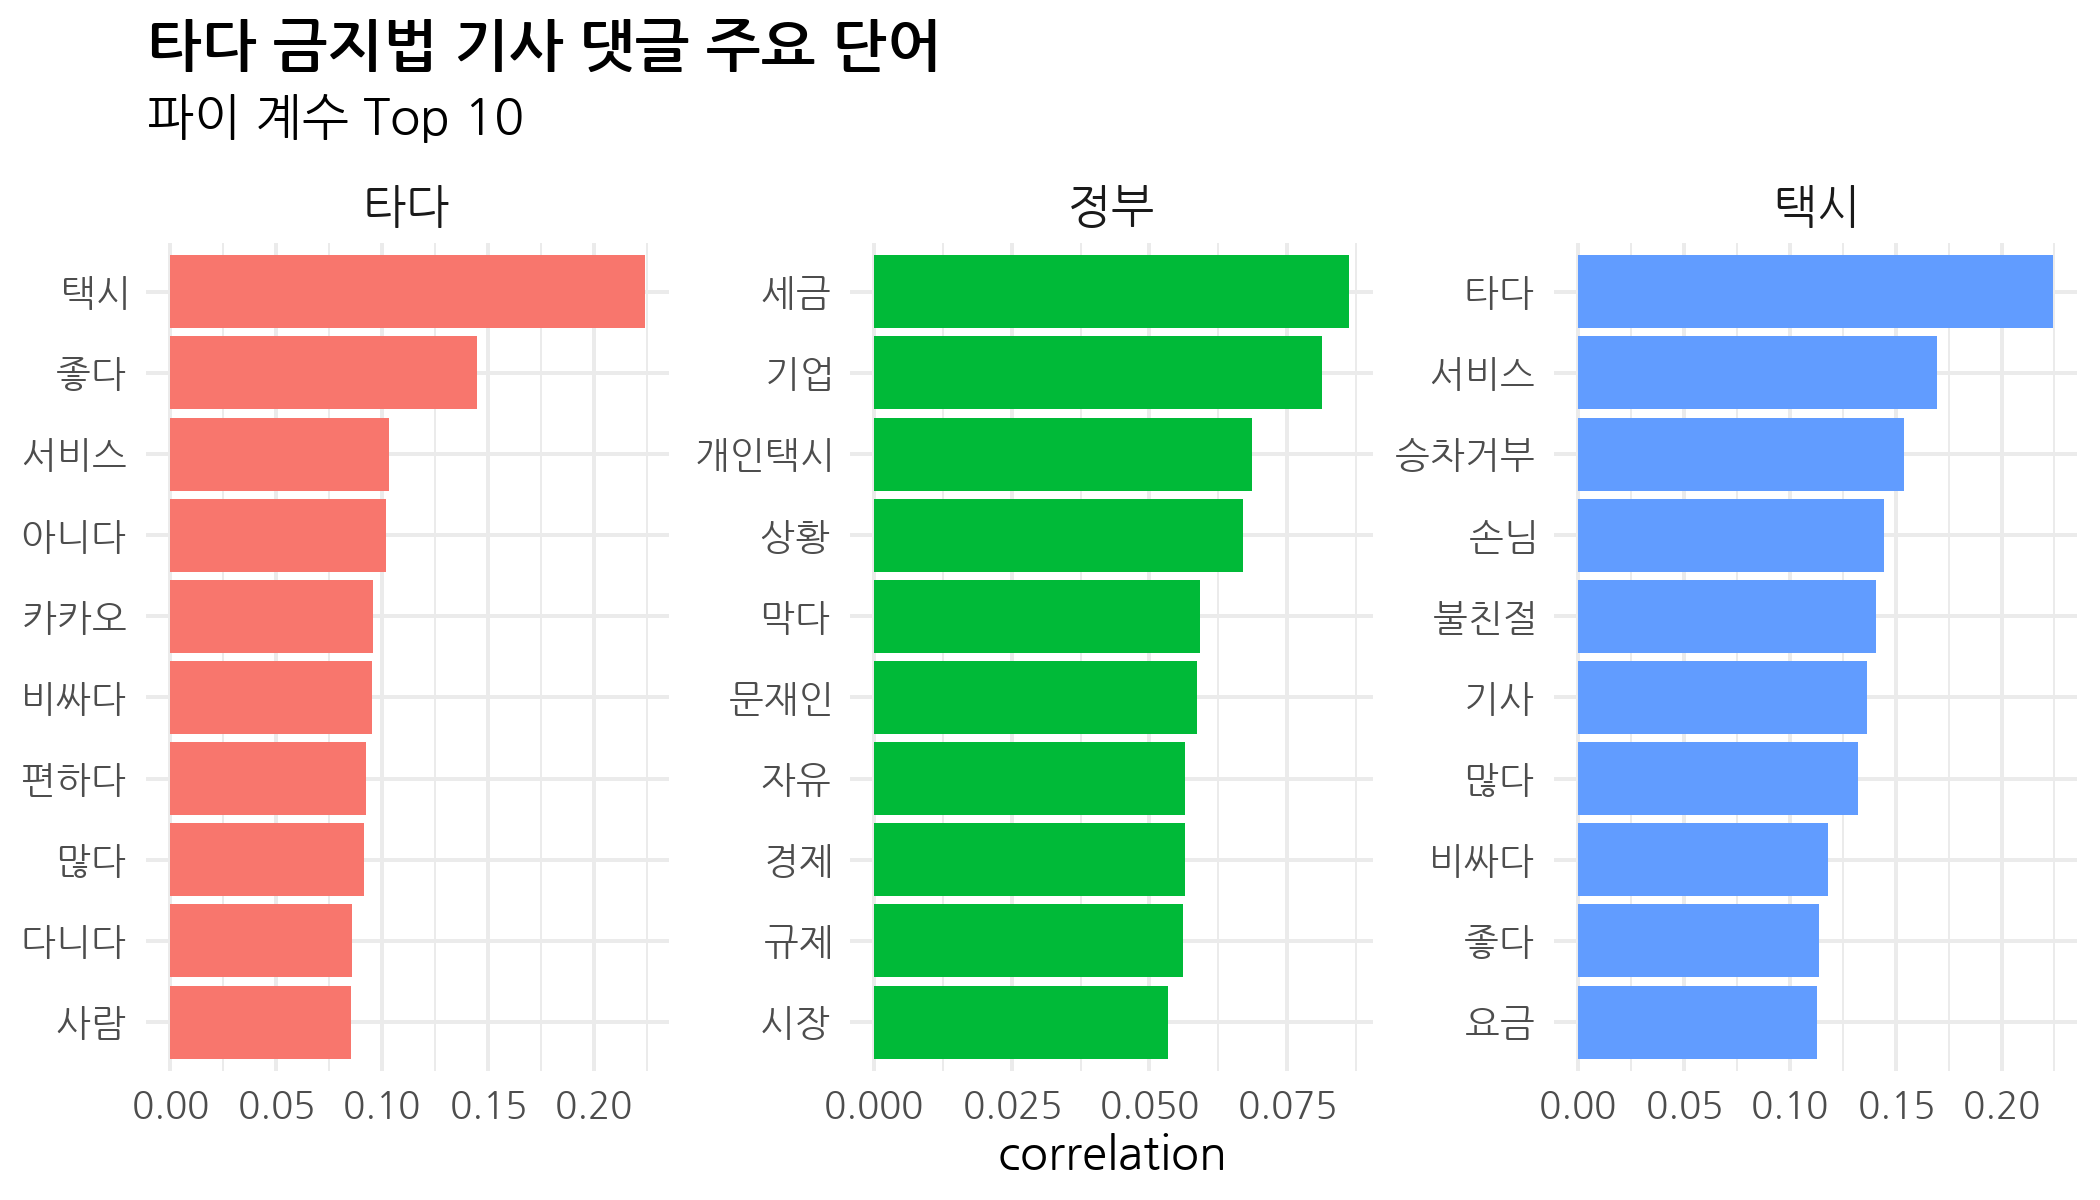 타다 금지법 기사 댓글 주요 단어
파이 계수 Top 10
타다
택시
좋다
서비스
아니다
카카오
비싸다
편하다
많다
다니다
사람
0.00 0.05 0.10 0.15 0.20
정부
세금
기업
개인택시
상황
막다
문재인
자유
경제
규제
시장
0.000 0.025 0.050 0.075
택시
타다
서비스
승차거부
손님
불친절
기사
많다
비싸다
좋다
요금
0.00 0.05 0.10 0.15 0.20
correlation